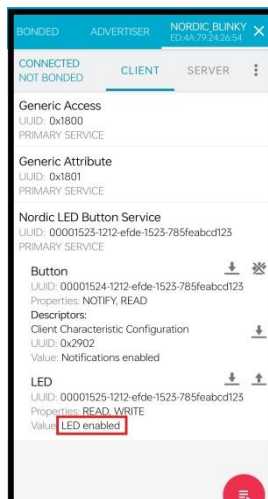 BONDED ADVERTISER NORDIC_BLINKY
ED:4A:79:24:26:54
CONNECTED
NOT BONDED CLIENT SERVER
Generic Access
UUID: 0x1800
PRIMARY SERVICE
Generic Attribute
UUID: 0x1801
PRIMARY SERVICE
Nordic LED Button Service
UUID: 00001523-1212-efde-1523-785feabcd123
PRIMARY SERVICE
Button
UUID: 00001524-1212-efde-1523-785feabcd123
Properties: NOTIFY, READ
Descriptors:
Client Characteristic Configuration
UUID: 0x2902
Value: Notifications enabled
LED
UUID: 00001525-1212-efde-1523-785feabcd123
Properties: READ, WRITE
Value: LED enabled